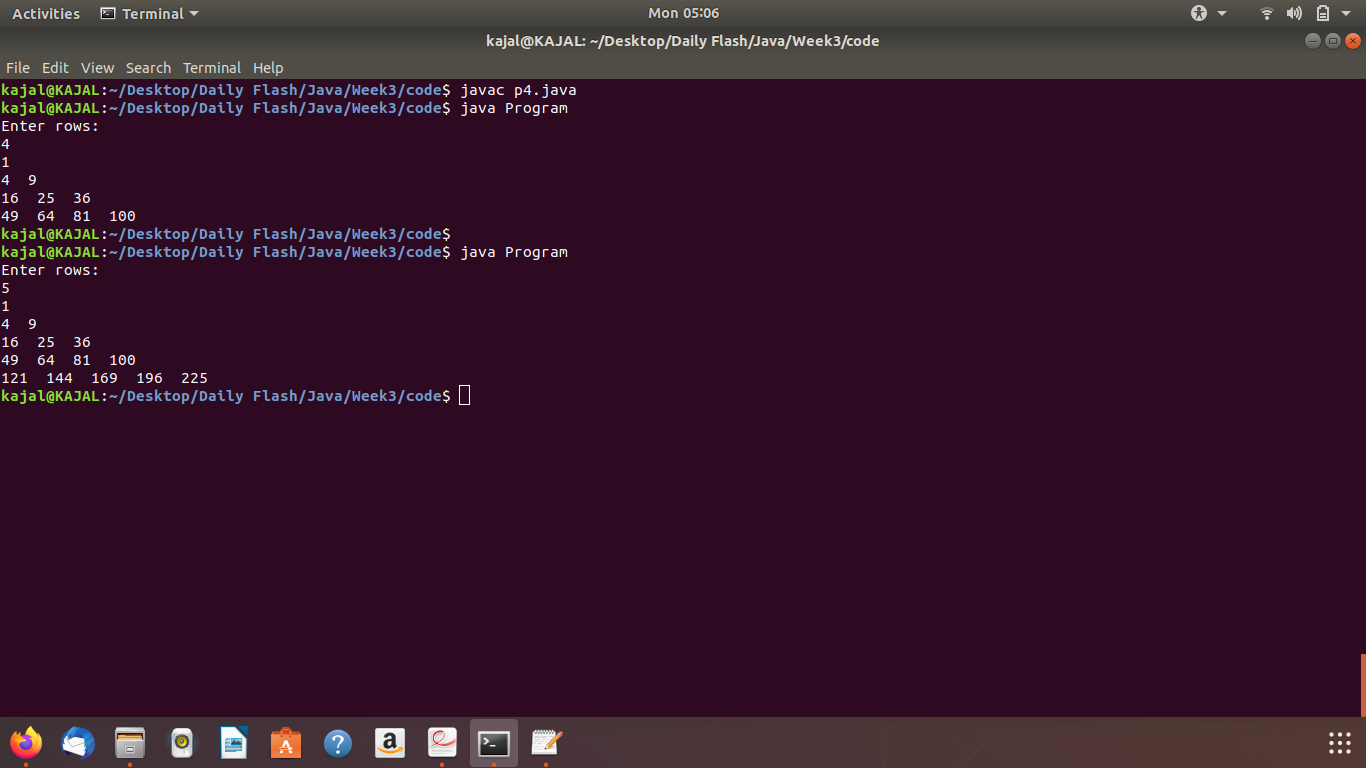 Activities Terminal Mon 05:06
kajal@KAJAL: ~/Desktop/Daily Flash/Java/Week3/code
File Edit View Search Terminal Help
kajal@KAJAL:~/Desktop/Daily Flash/Java/Week3/code$ javac p4.java
kajal@KAJAL:~/Desktop/Daily Flash/Java/Week3/code$ java Program
Enter rows:
4
1
4 9
16 25 36
49 64 81 100
kajal@KAJAL:~/Desktop/Daily Flash/Java/Week3/code$
kajal@KAJAL:~/Desktop/Daily Flash/Java/Week3/code$ java Program
Enter rows:
5
1
4 9
16 25 36
49 64 81 100
121 144 169 196 225
kajal@KAJAL:~/Desktop/Daily Flash/Java/Week3/code$